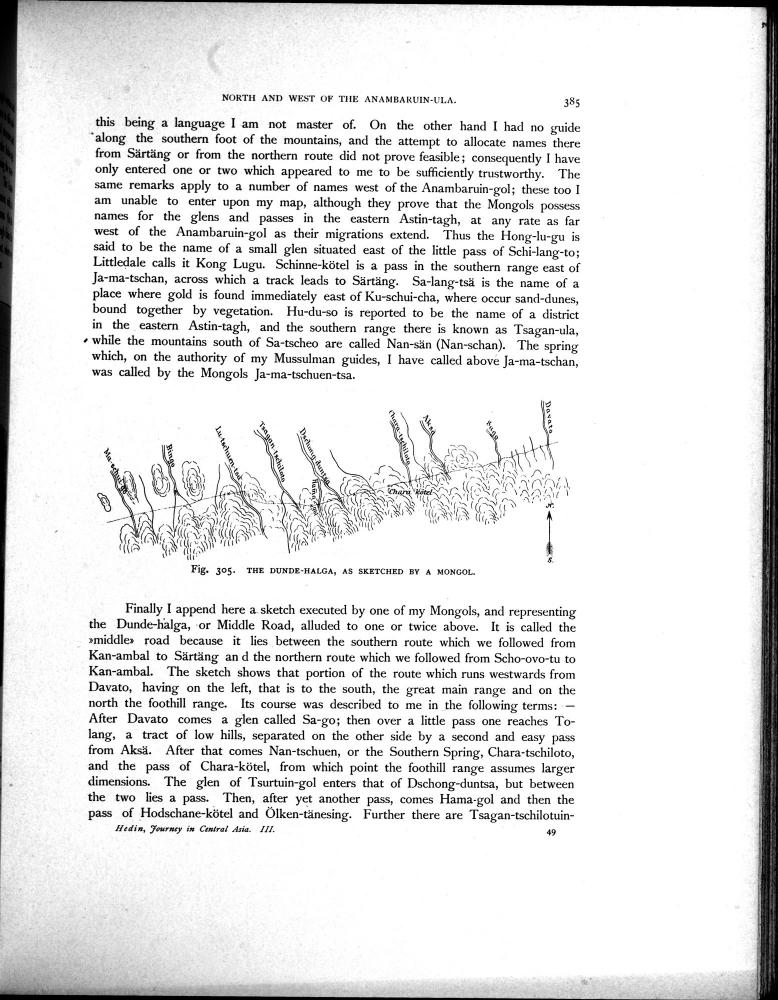 NORTH AND WEST OF THE ANAMBARUIN-ULA. 385
this being a language I am not master of. On the other hand I had no guide
along the southern foot of the mountains, and the attempt to allocate names there
from Särtäng or from the northern route did not prove feasible; consequently I have
only entered one or two which appeared to me to be sufficiently trustworthy. The
same remarks apply to a number of names west of the Anambaruin-gol; these too I
am unable to enter upon my map, although they prove that the Mongols possess
names for the glens and passes in the eastern Astin-tagh, at any rate as far
west of the Anambaruin-gol as their migrations extend. Thus the Hong-lu-gu is
said to be the name of a small glen situated east of the little pass of Schi-lang-to;
Littledale calls it Kong Lugu. Schinne-kötel is a pass in the southern range east of
Ja-ma-tschan, across which a track leads to Särtäng. Sa-lang-tsä is the name of a
place where gold is found immediately east of Ku-schui-cha, where occur sand-dunes,
bound together by vegetation. Hu-du-so is reported to be the name of a district
in the eastern Astin-tagh, and the southern range there is known as Tsagan-ula,
while the mountains south of Sa-tscheo are called Nan-sän (Nan-schan). The spring
which, on the authority of my Mussulman guides, I have called above Ja-ma-tschan,
was called by the Mongols Ja-ma-tschuen-tsa.
Bingo
Lu-tschuen-tsa
Tsagan-tschiloto
Dschong-duntsa
Chara-tschiloto
Aksä
Sago
Davato
Chara kötel
N.
S.
Fig. 305. THE DUNDE-HALGA, AS SKETCHED BY A MONGOL.
Finally I append here a sketch executed by one of my Mongols, and representing
the Dunde-halga, or Middle Road, alluded to one or twice above. It is called the
»middle» road because it lies between the southern route which we followed from
Kan-ambal to Särtäng an d the northern route which we followed from Scho-ovo-tu to
Kan-ambal. The sketch shows that portion of the route which runs westwards from
Davato, having on the left, that is to the south, the great main range and on the
north the foothill range. Its course was described to me in the following terms: —
After Davato comes a glen called Sa-go; then over a little pass one reaches To-
lang, a tract of low hills, separated on the other side by a second and easy pass
from Aksä. After that comes Nan-tschuen, or the Southern Spring, Chara-tschiloto,
and the pass of Chara-kötel, from which point the foothill range assumes larger
dimensions. The glen of Tsurtuin-gol enters that of Dschong-duntsa, but between
the two lies a pass. Then, after yet another pass, comes Hama-gol and then the
pass of Hodschane-kötel and Ölken-tänesing. Further there are Tsagan-tschilotuin-
Hedin, Journey in Central Asia. III. 49